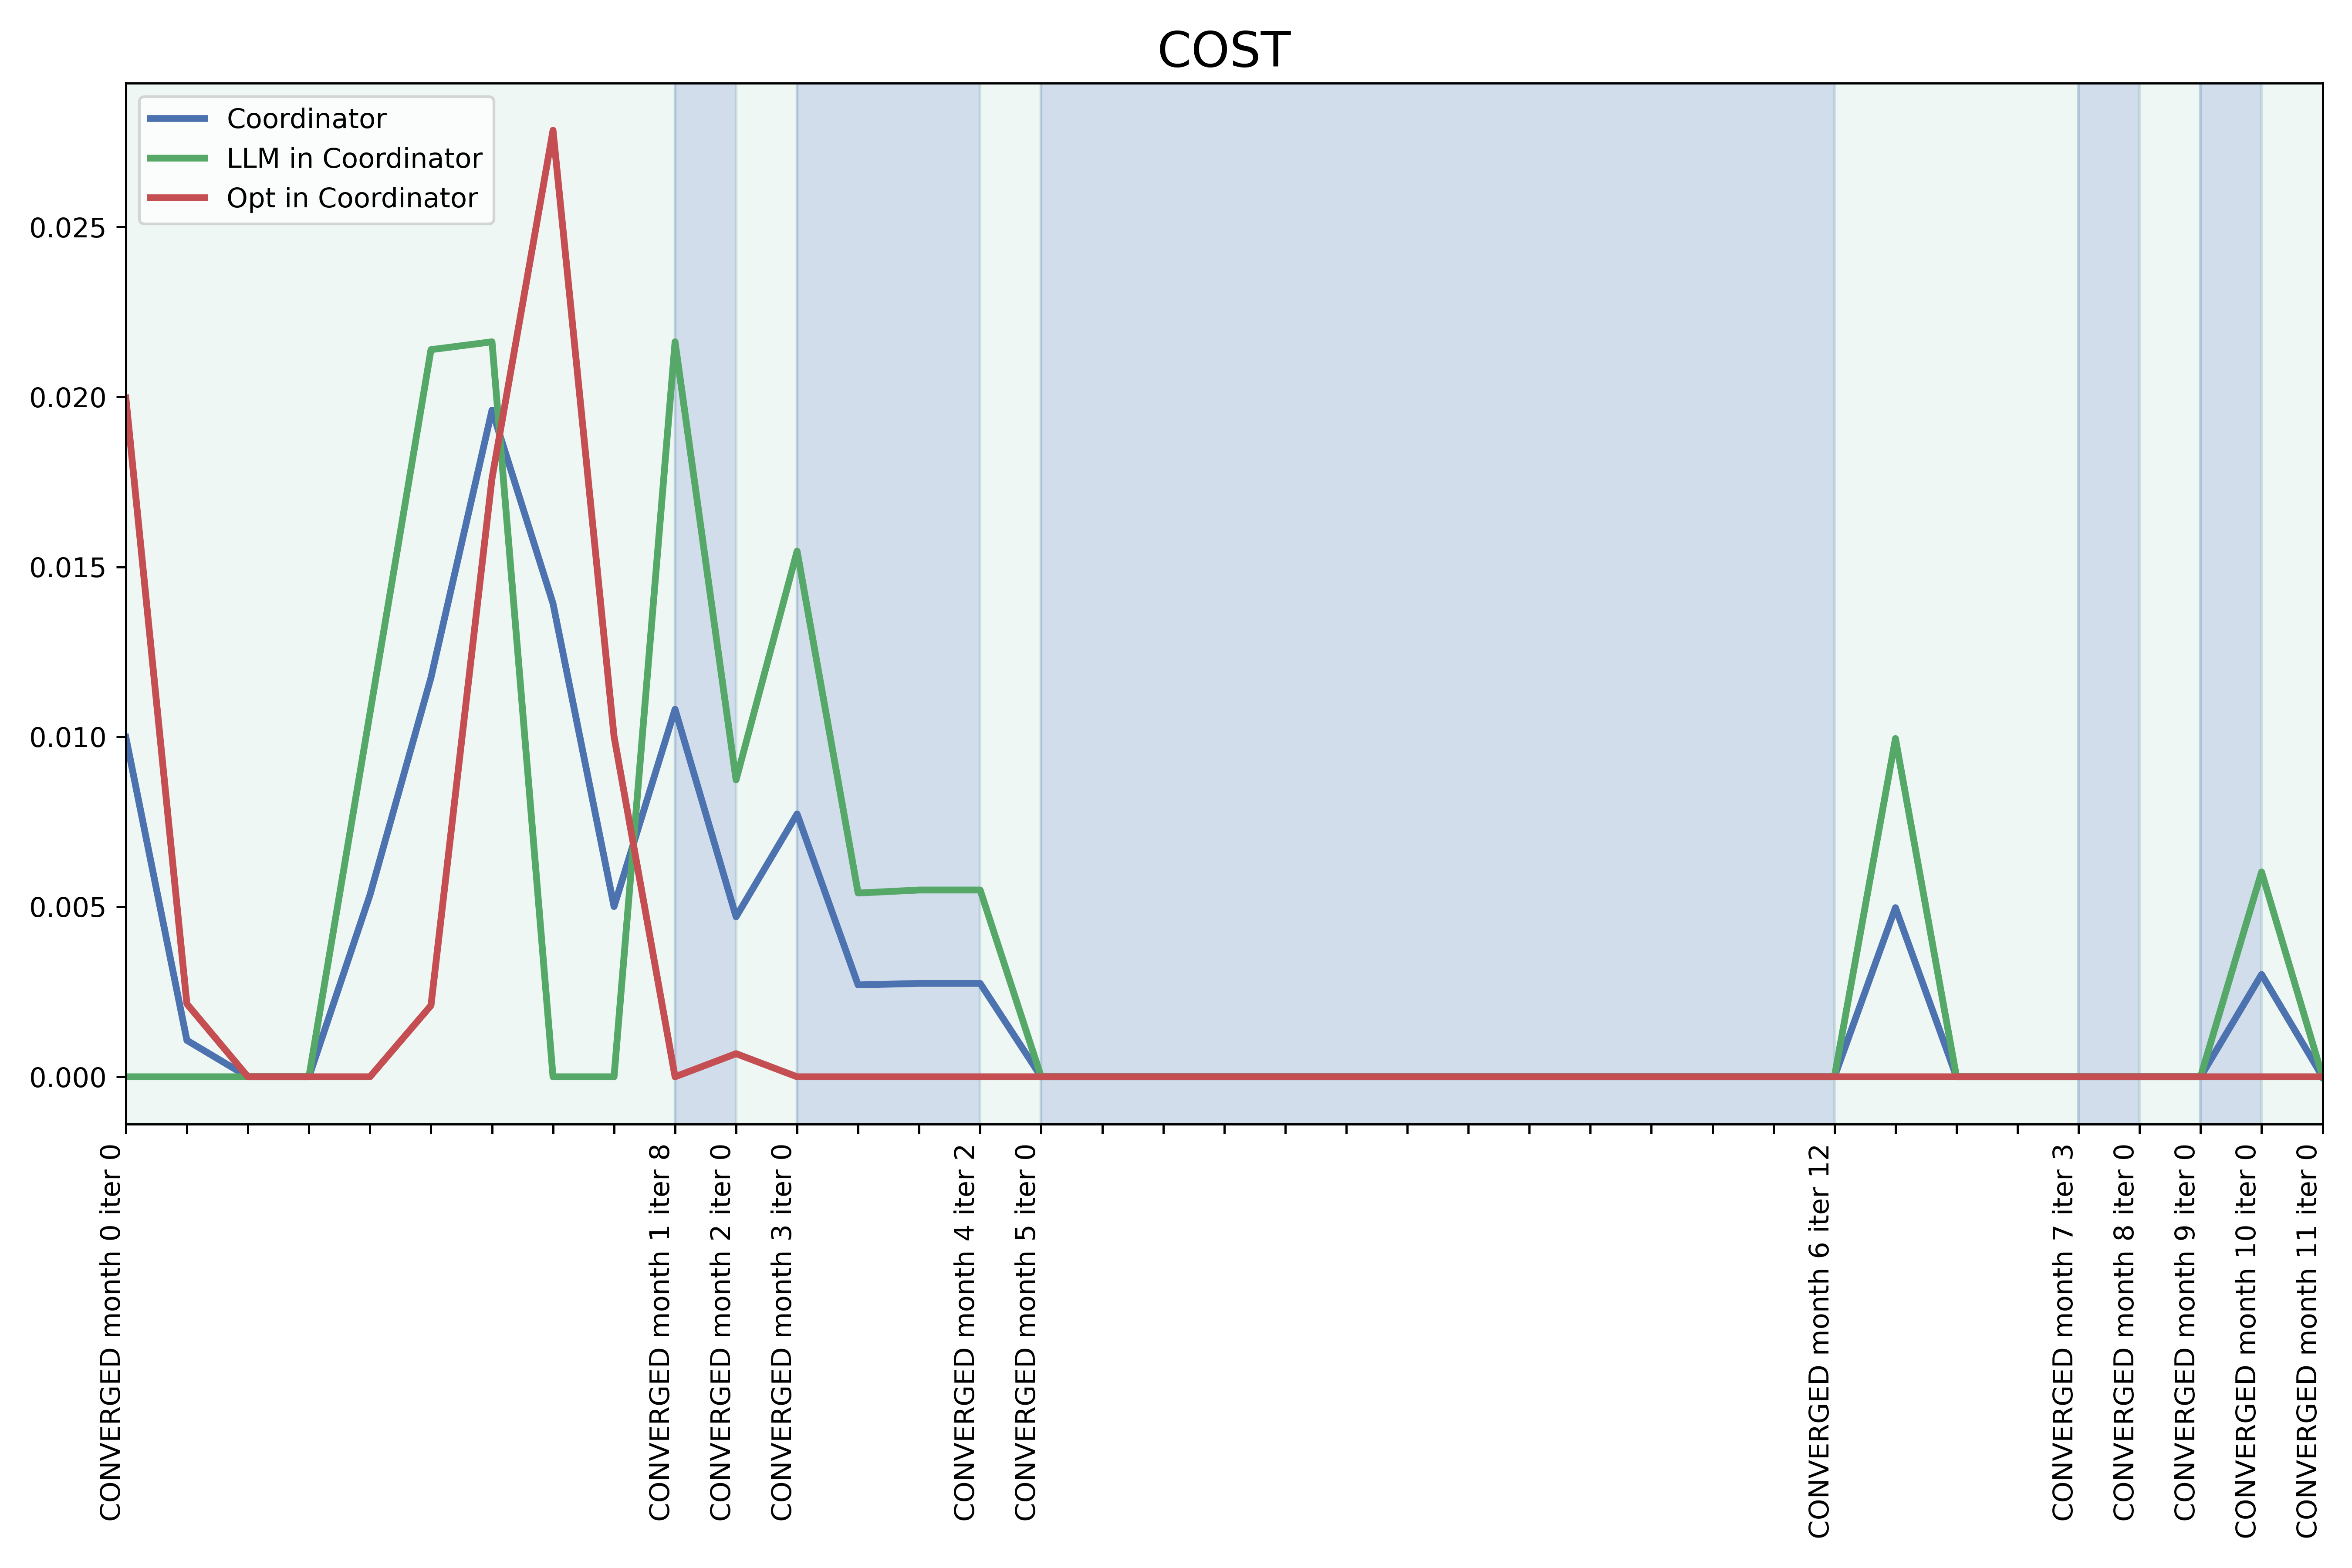 COST
Coordinator
LLM in Coordinator
Opt in Coordinator
0.025
0.020
0.015
0.010
0.005
0.000
CONVERGED month 0 iter 0
CONVERGED month 1 iter 8
CONVERGED month 2 iter 0
CONVERGED month 3 iter 0
CONVERGED month 4 iter 2
CONVERGED month 5 iter 0
CONVERGED month 6 iter 12
CONVERGED month 7 iter 3
CONVERGED month 8 iter 0
CONVERGED month 9 iter 0
CONVERGED month 10 iter 0
CONVERGED month 11 iter 0